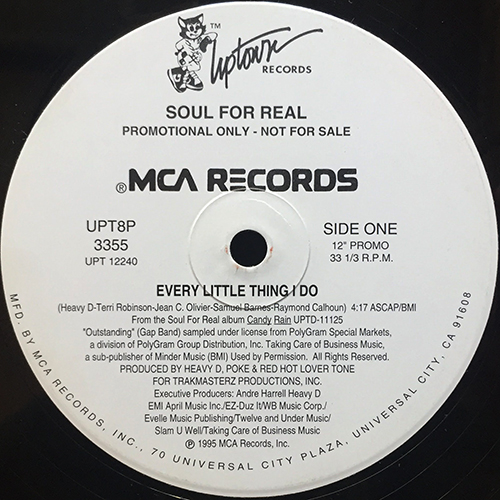 Uptown
RECORDS
TM
SOUL FOR REAL
PROMOTIONAL ONLY - NOT FOR SALE
®MCA RECORDS
UPT8P
3355
UPT 12240
SIDE ONE
12" PROMO
33 1/3 R.P.M.
EVERY LITTLE THING I DO
(Heavy D-Terri Robinson-Jean C. Olivier-Samuel Barnes-Raymond Calhoun) 4:17 ASCAP/BMI
From the Soul For Real album Candy Rain UPTD-11125
"Outstanding" (Gap Band) sampled under license from PolyGram Special Markets,
a division of PolyGram Group Distribution, Inc. Taking Care of Business Music,
a sub-publisher of Minder Music (BMI) Used by Permission. All Rights Reserved.
PRODUCED BY HEAVY D, POKE & RED HOT LOVER TONE
FOR TRAKMASTERZ PRODUCTIONS, INC.
Executive Producers: Andre Harrell Heavy D
EMI April Music Inc./EZ-Duz It/WB Music Corp./
Evelle Music Publishing/Twelve and Under Music/
Slam U Well/Taking Care of Business Music
℗ 1995 MCA Records, Inc.
MFD. BY MCA RECORDS, INC., 70 UNIVERSAL CITY PLAZA, UNIVERSAL CITY, CA 91608